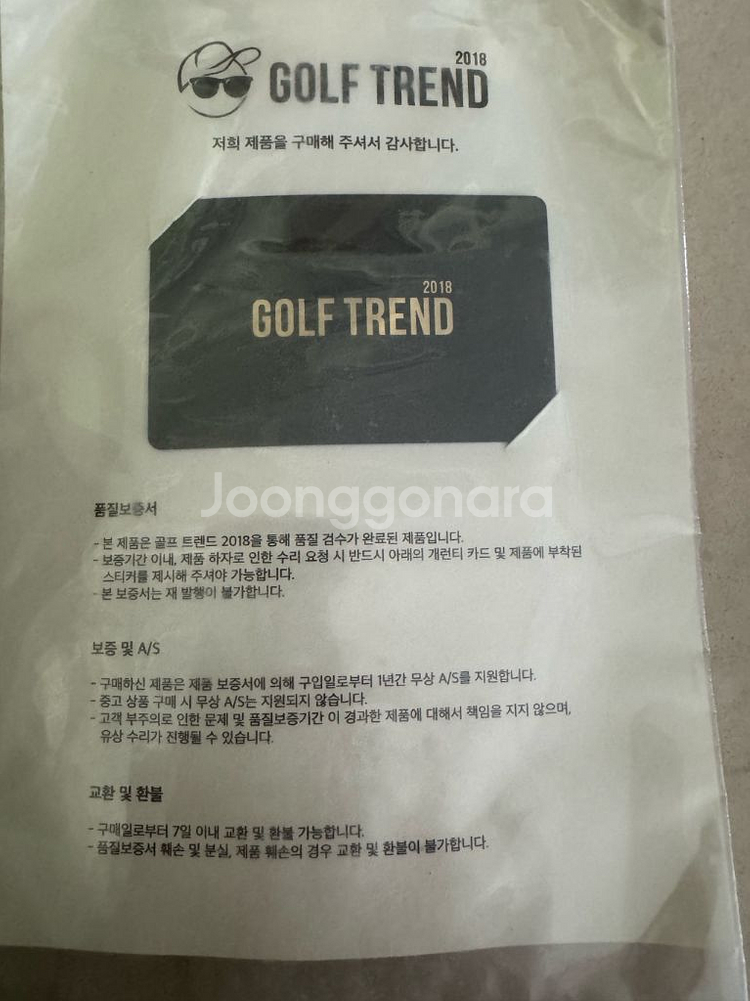 2018
GOLF TREND
저희 제품을 구매해 주셔서 감사합니다.
2018
GOLF TREND
Joonggonara
품질보증서
- 본 제품은 골프 트렌드 2018을 통해 품질 검수가 완료된 제품입니다.
- 보증기간 이내, 제품 하자로 인한 수리 요청 시 반드시 아래의 개런티 카드 및 제품에 부착된
스티커를 제시해 주셔야 가능합니다.
- 본 보증서는 재 발행이 불가합니다.
보증 및 A/S
- 구매하신 제품은 제품 보증서에 의해 구입일로부터 1년간 무상 A/S를 지원합니다.
- 중고 상품 구매 시 무상 A/S는 지원되지 않습니다.
- 고객 부주의로 인한 문제 및 품질보증기간 이 경과한 제품에 대해서 책임을 지지 않으며,
유상 수리가 진행될 수 있습니다.
교환 및 환불
- 구매일로부터 7일 이내 교환 및 환불 가능합니다.
- 품질보증서 훼손 및 분실, 제품 훼손의 경우 교환 및 환불이 불가합니다.